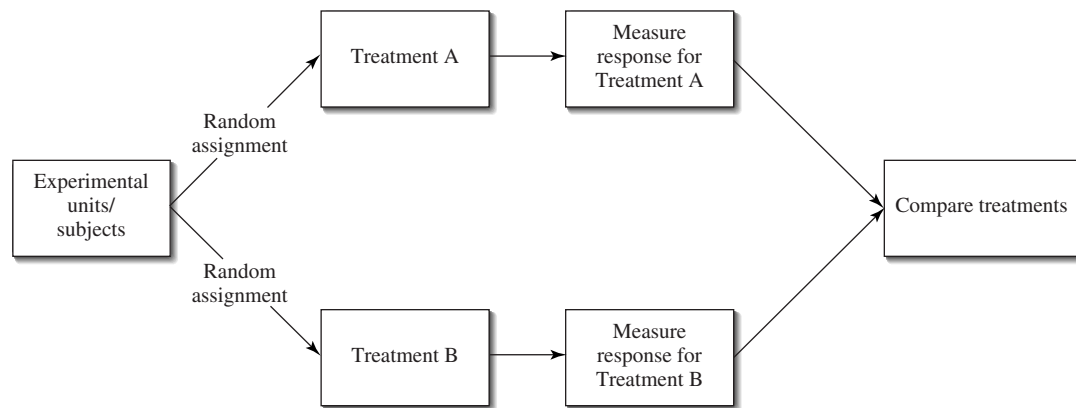 Treatment A
Measure
response for
Treatment A
Random
assignment
Experimental
units/
subjects
Compare treatments
Random
assignment
Treatment B
Measure
response for
Treatment B